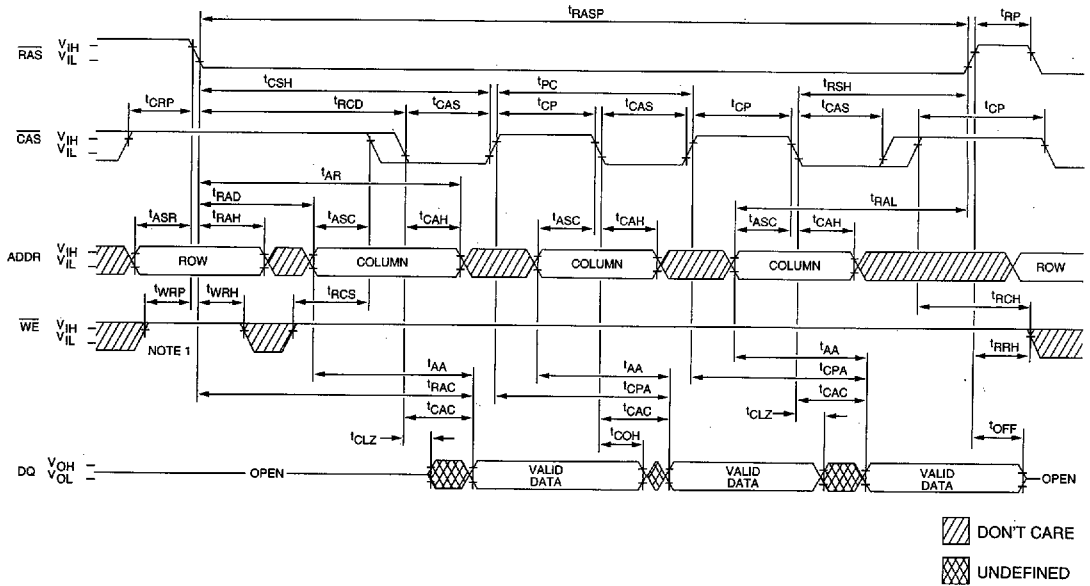 tRASP tRP
RAS VIH
VIL
tCSH tPC tRSH
tCRP tRCD tCAS tCP tCAS tCP tCAS tCP
CAS VIH
VIL
tAR
tRAD tRAL
tASR tRAH tASC tCAH tASC tCAH tASC tCAH
ADDR VIH
VIL
ROW COLUMN COLUMN COLUMN ROW
tWRP tWRH tRCS tRCH
WE VIH
VIL
NOTE 1 tRRH
tAA tAA tAA
tRAC tCPA tCPA
tCAC tCAC tCAC
tCLZ tCOH tCLZ tOFF
DQ VOH
VOL
OPEN VALID DATA VALID DATA VALID DATA OPEN
DON'T CARE
UNDEFINED